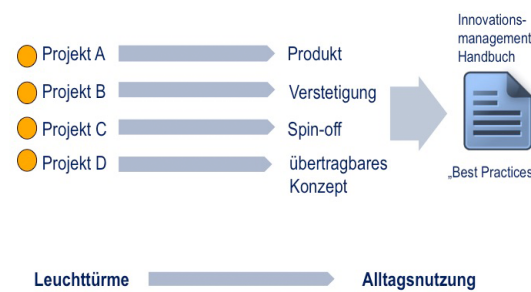 Innovations-
management
Handbuch
Projekt A
Produkt
Projekt B
Verstetigung
Projekt C
Spin-off
Projekt D
übertragbares
Konzept
„Best Practices
Leuchttürme
Alltagsnutzung